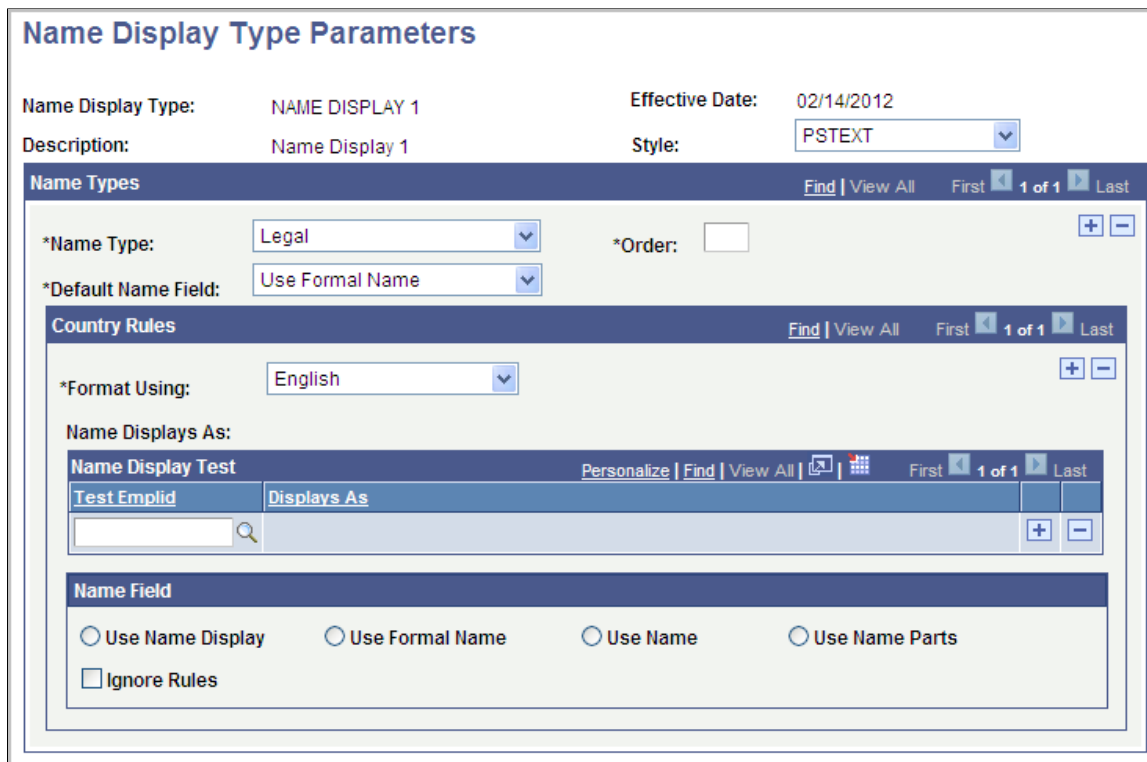 Name Display Type Parameters
Name Display Type: NAME DISPLAY 1 Effective Date: 02/14/2012
Description: Name Display 1 Style: PSTEXT
Name Types Find | View All First 1 of 1 Last
*Name Type: Legal *Order:
*Default Name Field: Use Formal Name
Country Rules Find | View All First 1 of 1 Last
*Format Using: English
Name Displays As:
Name Display Test Personalize | Find | View All | | First 1 of 1 Last
Test Emplid Displays As
Name Field
Use Name Display Use Formal Name Use Name Use Name Parts
Ignore Rules